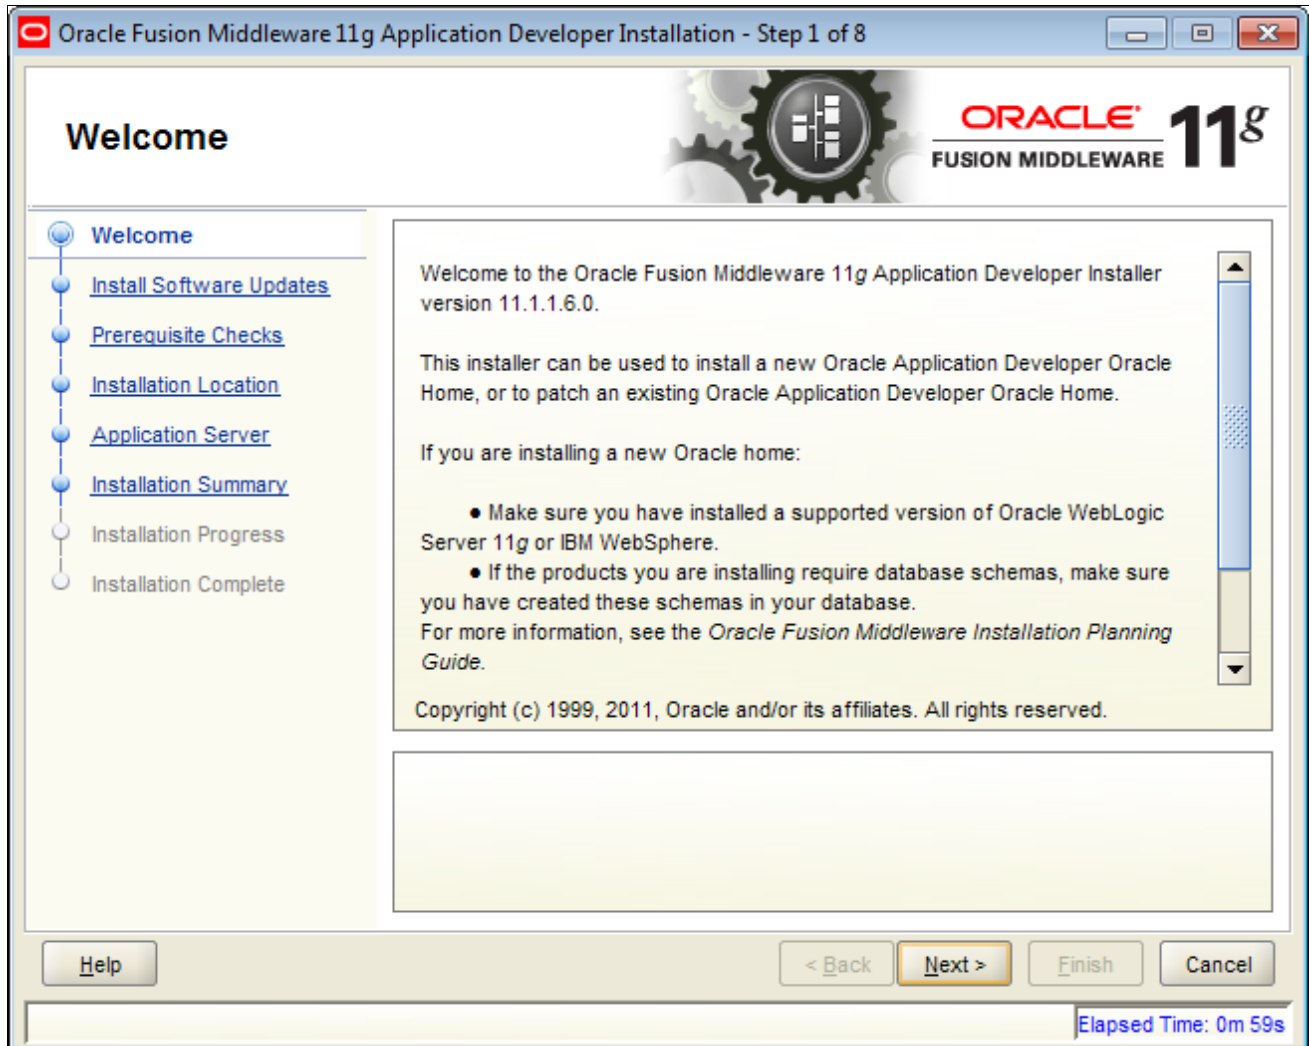 Oracle Fusion Middleware 11g Application Developer Installation - Step 1 of 8
Welcome
ORACLE
FUSION MIDDLEWARE
11g
Welcome
Install Software Updates
Prerequisite Checks
Installation Location
Application Server
Installation Summary
Installation Progress
Installation Complete
Welcome to the Oracle Fusion Middleware 11g Application Developer Installer
version 11.1.1.6.0.
This installer can be used to install a new Oracle Application Developer Oracle
Home, or to patch an existing Oracle Application Developer Oracle Home.
If you are installing a new Oracle home:
● Make sure you have installed a supported version of Oracle WebLogic
Server 11g or IBM WebSphere.
● If the products you are installing require database schemas, make sure
you have created these schemas in your database.
For more information, see the Oracle Fusion Middleware Installation Planning
Guide.
Copyright (c) 1999, 2011, Oracle and/or its affiliates. All rights reserved.
Help
< Back
Next >
Finish
Cancel
Elapsed Time: 0m 59s